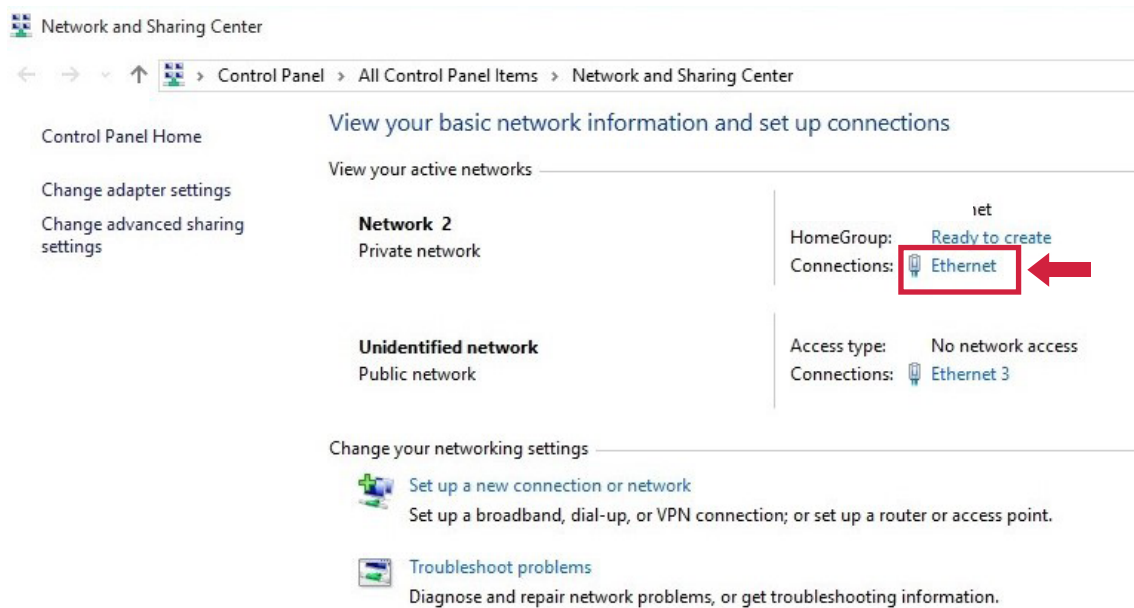 Network and Sharing Center
Control Panel > All Control Panel Items > Network and Sharing Center
Control Panel Home
Change adapter settings
Change advanced sharing
settings
View your basic network information and set up connections
View your active networks
Network 2
Private network
HomeGroup: Ready to create
Connections: Ethernet
Unidentified network
Public network
Access type: No network access
Connections: Ethernet 3
Change your networking settings
Set up a new connection or network
Set up a broadband, dial-up, or VPN connection; or set up a router or access point.
Troubleshoot problems
Diagnose and repair network problems, or get troubleshooting information.